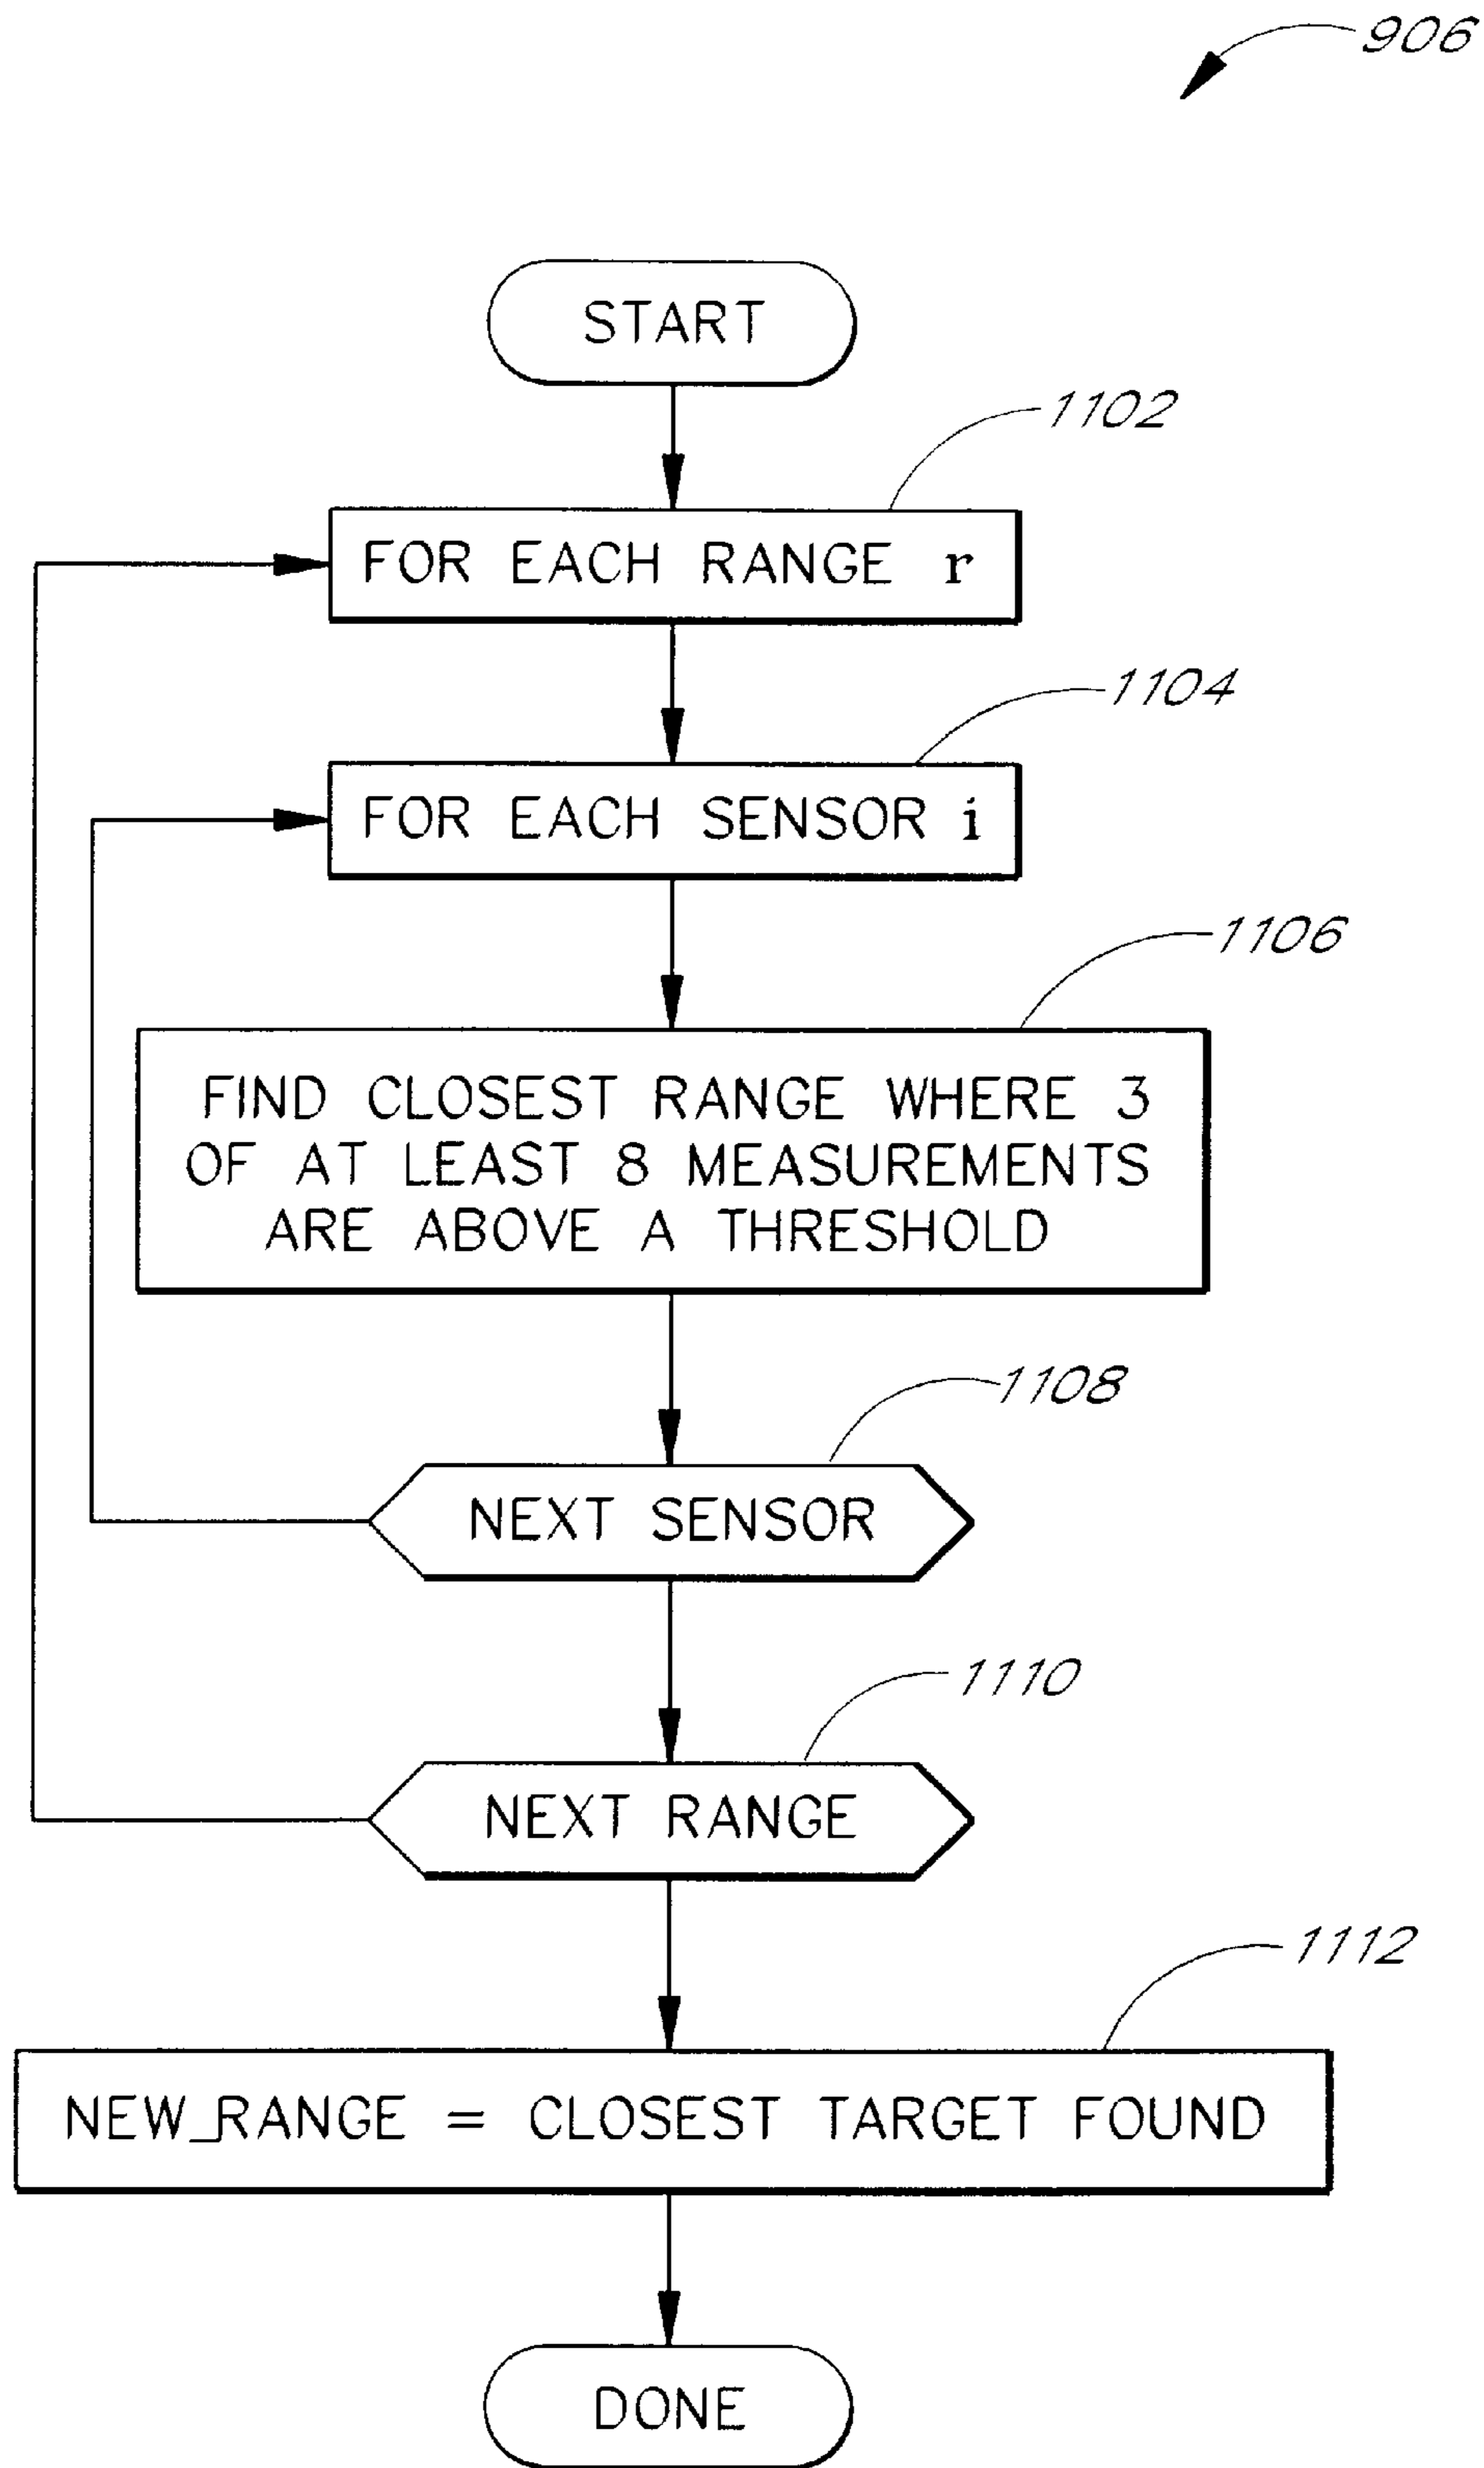 906
START
1102
FOR EACH RANGE r
1104
FOR EACH SENSOR i
1106
FIND CLOSEST RANGE WHERE 3
OF AT LEAST 8 MEASUREMENTS
ARE ABOVE A THRESHOLD
1108
NEXT SENSOR
1110
NEXT RANGE
1112
NEW_RANGE = CLOSEST TARGET FOUND
DONE